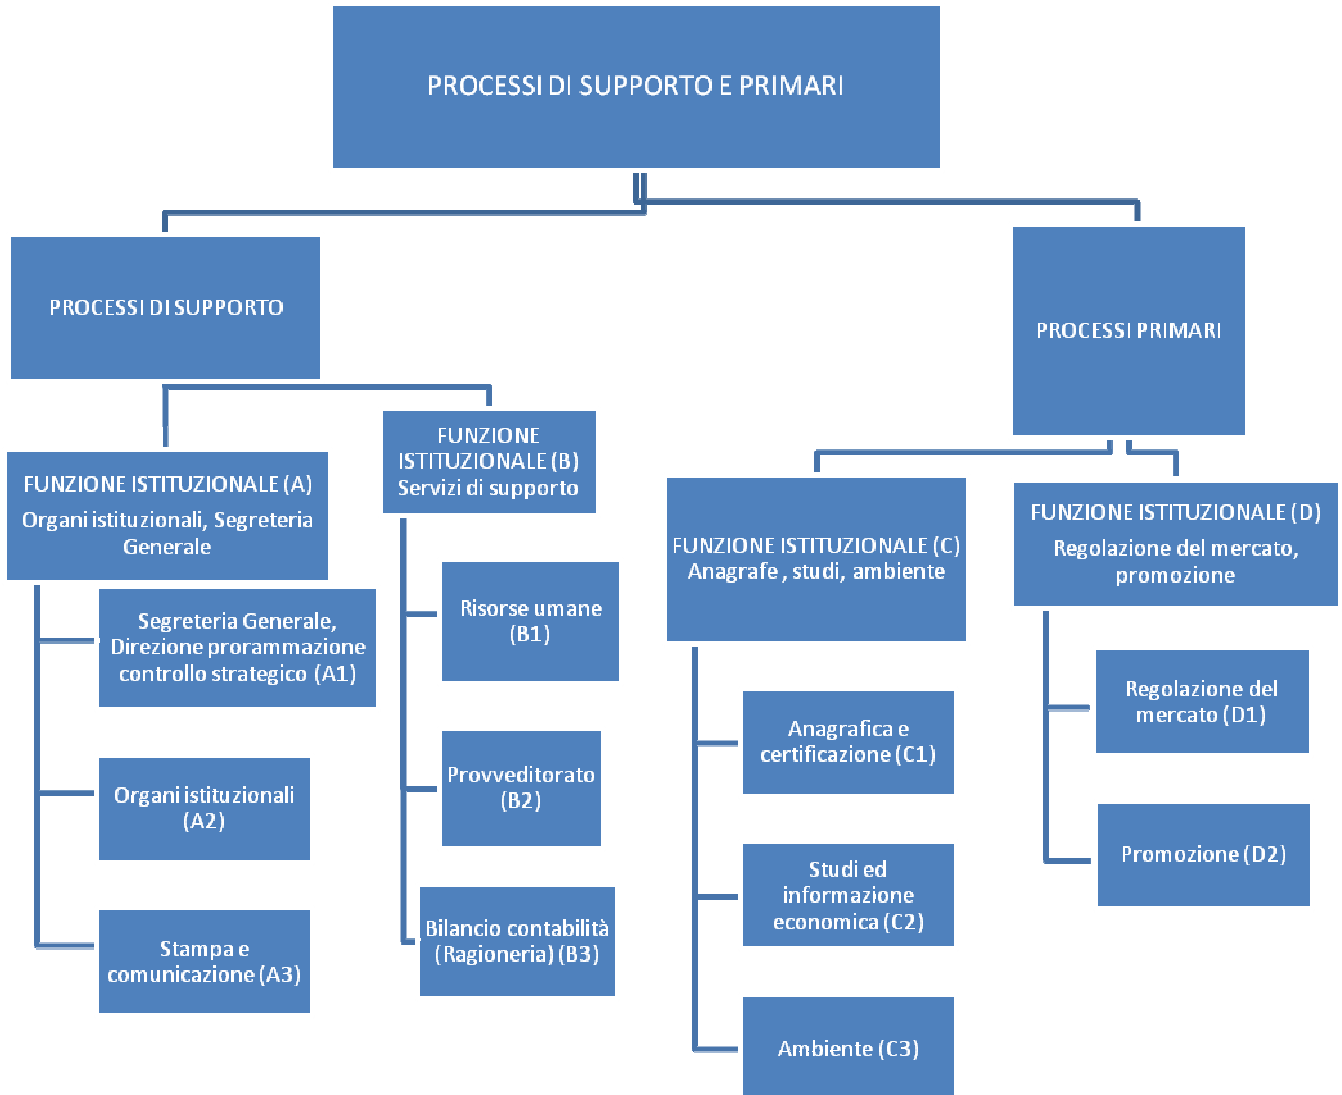 PROCESSI DI SUPPORTO E PRIMARI
PROCESSI DI SUPPORTO
PROCESSI PRIMARI
FUNZIONE ISTITUZIONALE (A)
Organi istituzionali, Segreteria
Generale
Segreteria Generale,
Direzione prorammazione
controllo strategico (A1)
Organi istituzionali
(A2)
Stampa e
comunicazione (A3)
FUNZIONE
ISTITUZIONALE (B)
Servizi di supporto
Risorse umane
(B1)
Provveditorato
(B2)
Bilancio contabilità
(Ragioneria) (B3)
FUNZIONE ISTITUZIONALE (C)
Anagrafe , studi, ambiente
Anagrafica e
certificazione (C1)
Studi ed
informazione
economica (C2)
Ambiente (C3)
FUNZIONE ISTITUZIONALE (D)
Regolazione del mercato,
promozione
Regolazione del
mercato (D1)
Promozione (D2)